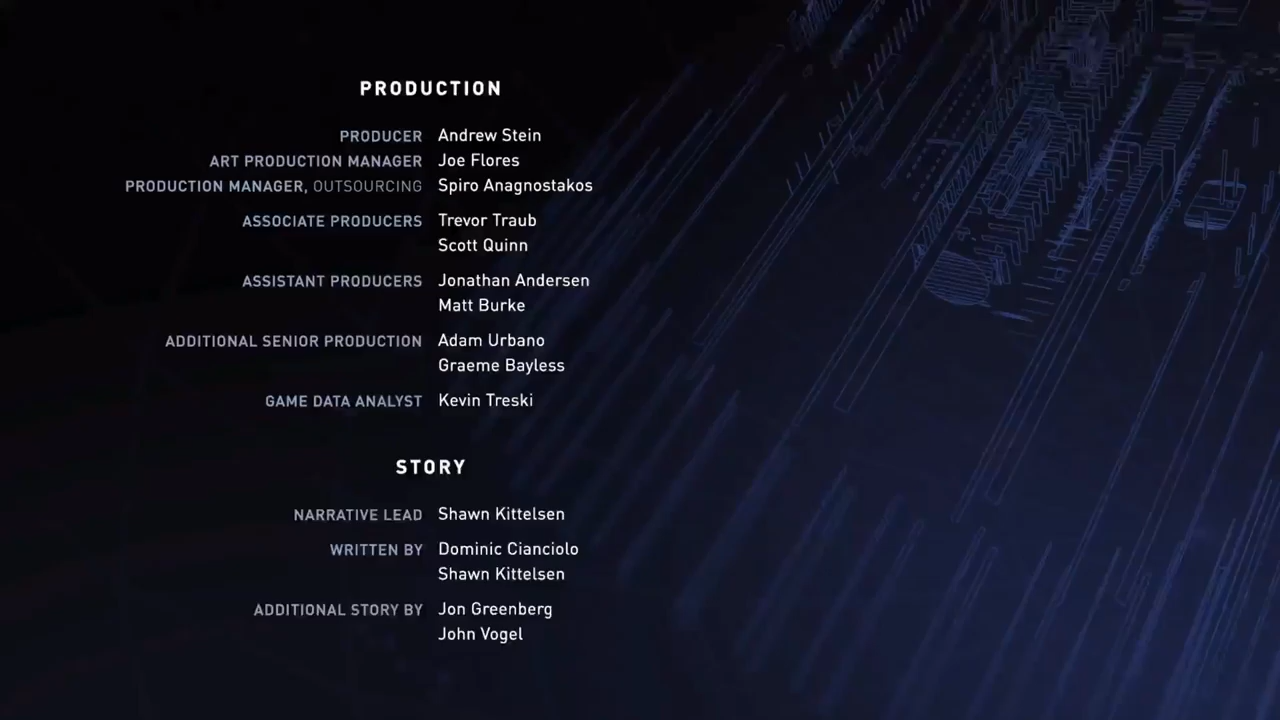 PRODUCTION
PRODUCER Andrew Stein
ART PRODUCTION MANAGER Joe Flores
PRODUCTION MANAGER, OUTSOURCING Spiro Anagnostakos
ASSOCIATE PRODUCERS Trevor Traub
Scott Quinn
ASSISTANT PRODUCERS Jonathan Andersen
Matt Burke
ADDITIONAL SENIOR PRODUCTION Adam Urbano
Graeme Bayless
GAME DATA ANALYST Kevin Treski
STORY
NARRATIVE LEAD Shawn Kittelsen
WRITTEN BY Dominic Cianciolo
Shawn Kittelsen
ADDITIONAL STORY BY Jon Greenberg
John Vogel